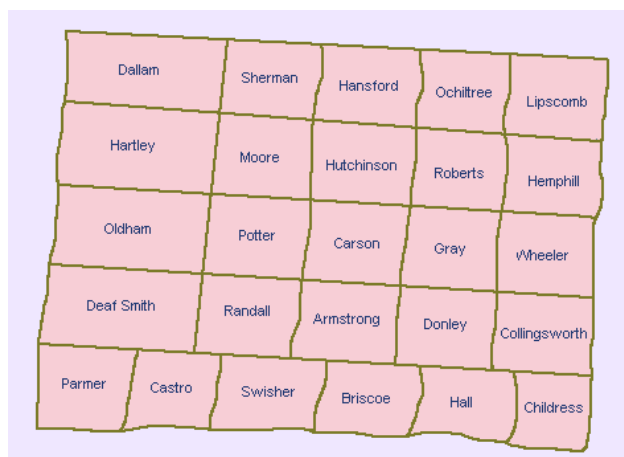 Dallam
Sherman
Hansford
Ochiltree
Lipscomb
Hartley
Moore
Hutchinson
Roberts
Hemphill
Oldham
Potter
Carson
Gray
Wheeler
Deaf Smith
Randall
Armstrong
Donley
Collingsworth
Parmer
Castro
Swisher
Briscoe
Hall
Childress